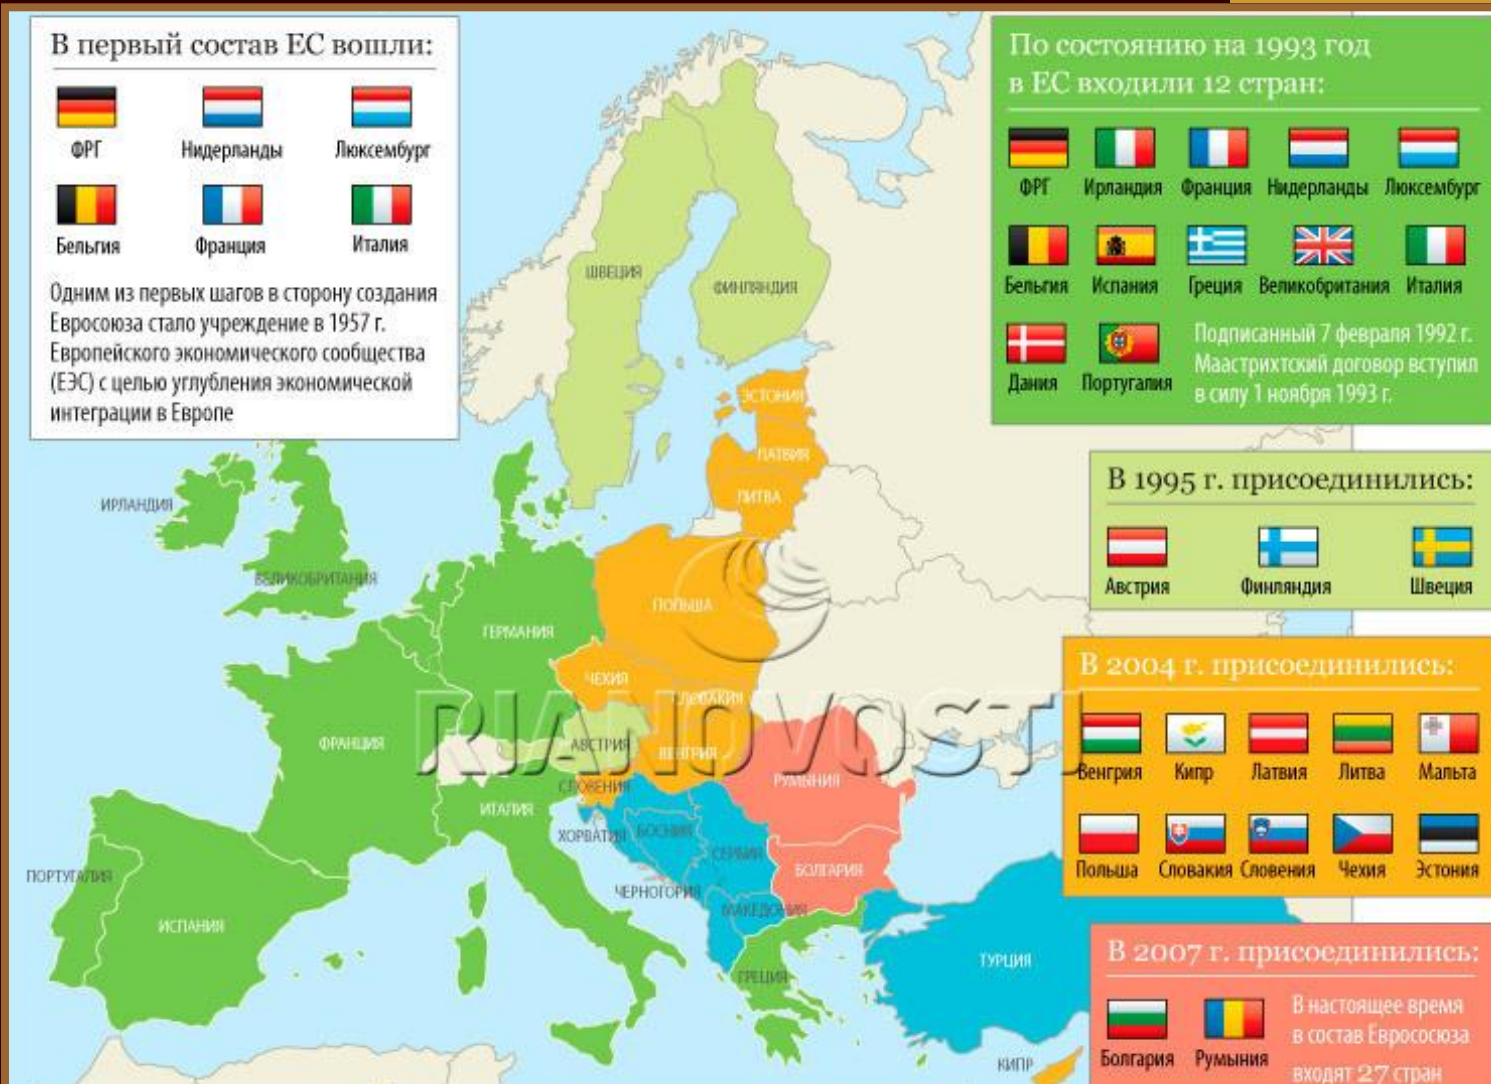 В первый состав ЕС вошли:
ФРГ
Нидерланды
Люксембург
Бельгия
Франция
Италия
Одним из первых шагов в сторону создания
Евросоюза стало учреждение в 1957 г.
Европейского экономического сообщества
(ЕЭС) с целью углубления экономической
интеграции в Европе
По состоянию на 1993 год
в ЕС входили 12 стран:
ФРГ
Ирландия
Франция
Нидерланды
Люксембург
Бельгия
Испания
Греция
Великобритания
Италия
Дания
Португалия
Подписанный 7 февраля 1992 г.
Маастрихтский договор вступил
в силу 1 ноября 1993 г.
В 1995 г. присоединились:
Австрия
Финляндия
Швеция
В 2004 г. присоединились:
Венгрия
Кипр
Латвия
Литва
Мальта
Польша
Словакия
Словения
Чехия
Эстония
В 2007 г. присоединились:
Болгария
Румыния
В настоящее время
в состав Еврососюза
входят 27 стран
ШВЕЦИЯ
ФИНЛЯНДИЯ
ЭСТОНИЯ
ЛАТВИЯ
ЛИТВА
ИРЛАНДИЯ
ВЕЛИКОБРИТАНИЯ
ПОЛЬША
ГЕРМАНИЯ
ЧЕХИЯ
СЛОВАКИЯ
RIANOVOSTI
ФРАНЦИЯ
АВСТРИЯ
ВЕНГРИЯ
РУМЫНИЯ
СЛОВЕНИЯ
ИТАЛИЯ
ХОРВАТИЯ
БОСНИЯ
СЕРБИЯ
БОЛГАРИЯ
ПОРТУГАЛИЯ
ЧЕРНОГОРИЯ
МАКЕДОНИЯ
ИСПАНИЯ
ТУРЦИЯ
ГРЕЦИЯ
КИПР